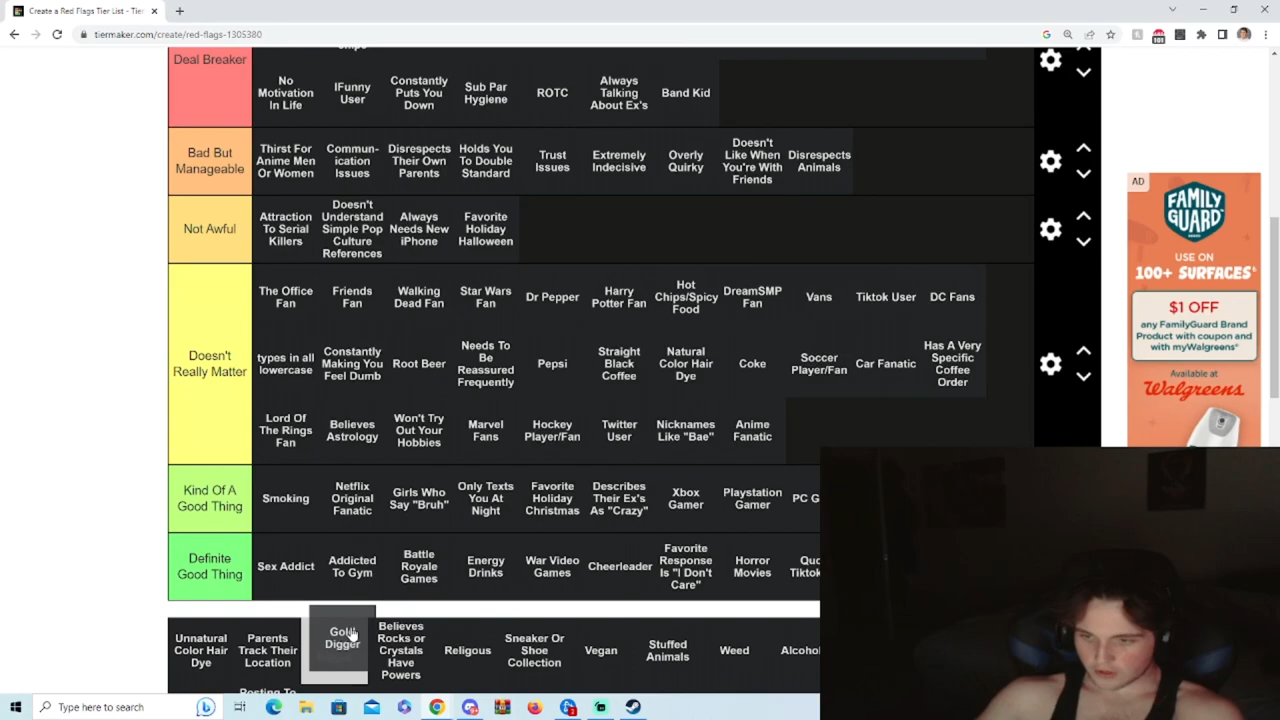 Create a Red Flags Tier List - T
tiermaker.com/create/red-flags-1305380
101
Deal Breaker
No
Motivation
In Life
IFunny
User
Constantly
Puts You
Down
Sub Par
Hygiene
ROTC
Always
Talking
About Ex's
Band Kid
Bad But
Manageable
Thirst For
Anime Men
Or Women
Commun-
ication
Issues
Disrespects
Their Own
Parents
Holds You
To Double
Standard
Trust
Issues
Extremely
Indecisive
Overly
Quirky
Doesn't
Like When
You're With
Friends
Disrespects
Animals
Not Awful
Attraction
To Serial
Killers
Doesn't
Understand
Simple Pop
Culture
References
Always
Needs New
iPhone
Favorite
Holiday
Halloween
Doesn't
Really Matter
The Office
Fan
Friends
Fan
Walking
Dead Fan
Star Wars
Fan
Dr Pepper
Harry
Potter Fan
Hot
Chips/Spicy
Food
DreamSMP
Fan
Vans
Tiktok User
DC Fans
types in all
lowercase
Constantly
Making You
Feel Dumb
Root Beer
Needs To
Be
Reassured
Frequently
Pepsi
Straight
Black
Coffee
Natural
Color Hair
Dye
Coke
Soccer
Player/Fan
Car Fanatic
Has A Very
Specific
Coffee
Order
Lord Of
The Rings
Fan
Believes
Astrology
Won't Try
Out Your
Hobbies
Marvel
Fans
Hockey
Player/Fan
Twitter
User
Nicknames
Like "Bae"
Anime
Fanatic
Kind Of A
Good Thing
Smoking
Netflix
Original
Fanatic
Girls Who
Say "Bruh"
Only Texts
You At
Night
Favorite
Holiday
Christmas
Describes
Their Ex's
As "Crazy"
Xbox
Gamer
Playstation
Gamer
PC G
Definite
Good Thing
Sex Addict
Addicted
To Gym
Battle
Royale
Games
Energy
Drinks
War Video
Games
Cheerleader
Favorite
Response
Is "I Don't
Care"
Horror
Movies
Quo
Tiktok
Unnatural
Color Hair
Dye
Parents
Track Their
Location
Gold
Digger
Believes
Rocks or
Crystals
Have
Powers
Religous
Sneaker Or
Shoe
Collection
Vegan
Stuffed
Animals
Weed
Alcoho
Posting To
AD
FAMILY
GUARD
USE ON
100+ SURFACES*
$1 OFF
any FamilyGuard Brand
Product with coupon and
with myWalgreens*
Available at
Walgreens
Type here to search